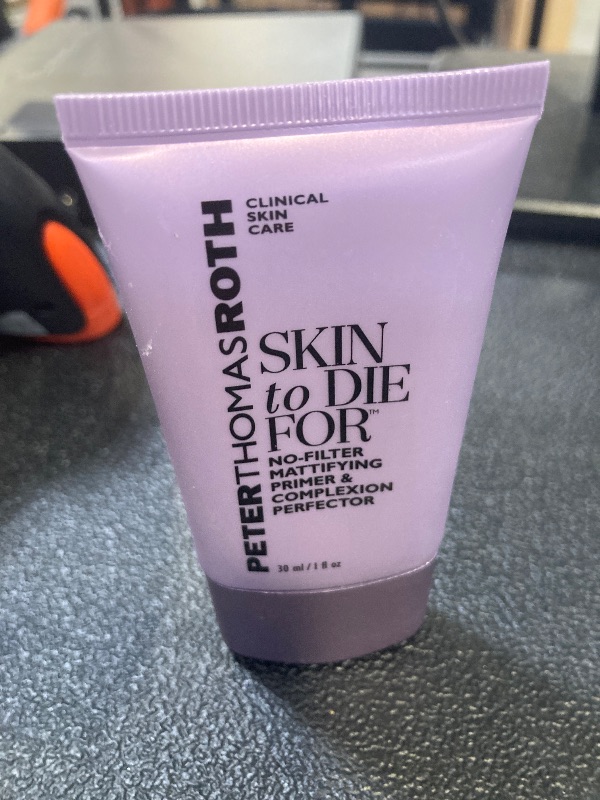 PETERTHOMASROTH
CLINICAL
SKIN
CARE
SKIN
to DIE
FOR™
NO-FILTER
MATTIFYING
PRIMER &
COMPLEXION
PERFECTOR
30 ml / 1 fl oz